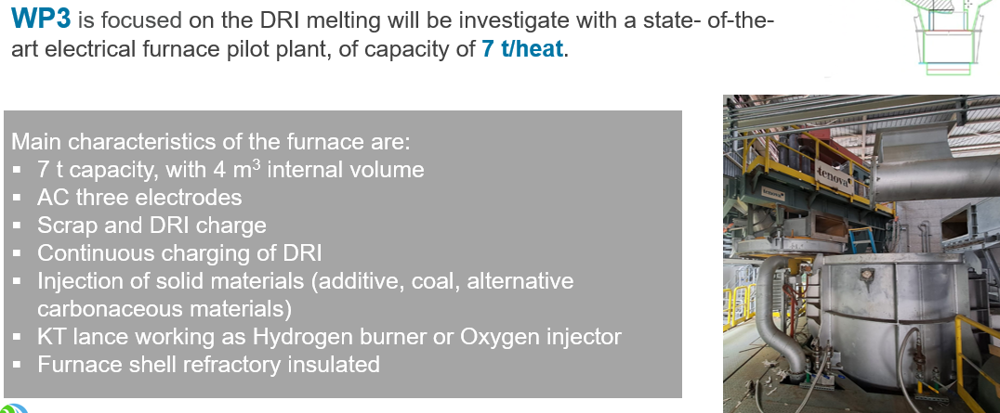 WP3 is focused on the DRI melting will be investigate with a state- of-the-
art electrical furnace pilot plant, of capacity of 7 t/heat.
Main characteristics of the furnace are:
▪ 7 t capacity, with 4 m³ internal volume
▪ AC three electrodes
▪ Scrap and DRI charge
▪ Continuous charging of DRI
▪ Injection of solid materials (additive, coal, alternative
carbonaceous materials)
▪ KT lance working as Hydrogen burner or Oxygen injector
▪ Furnace shell refractory insulated
tenova
tenova